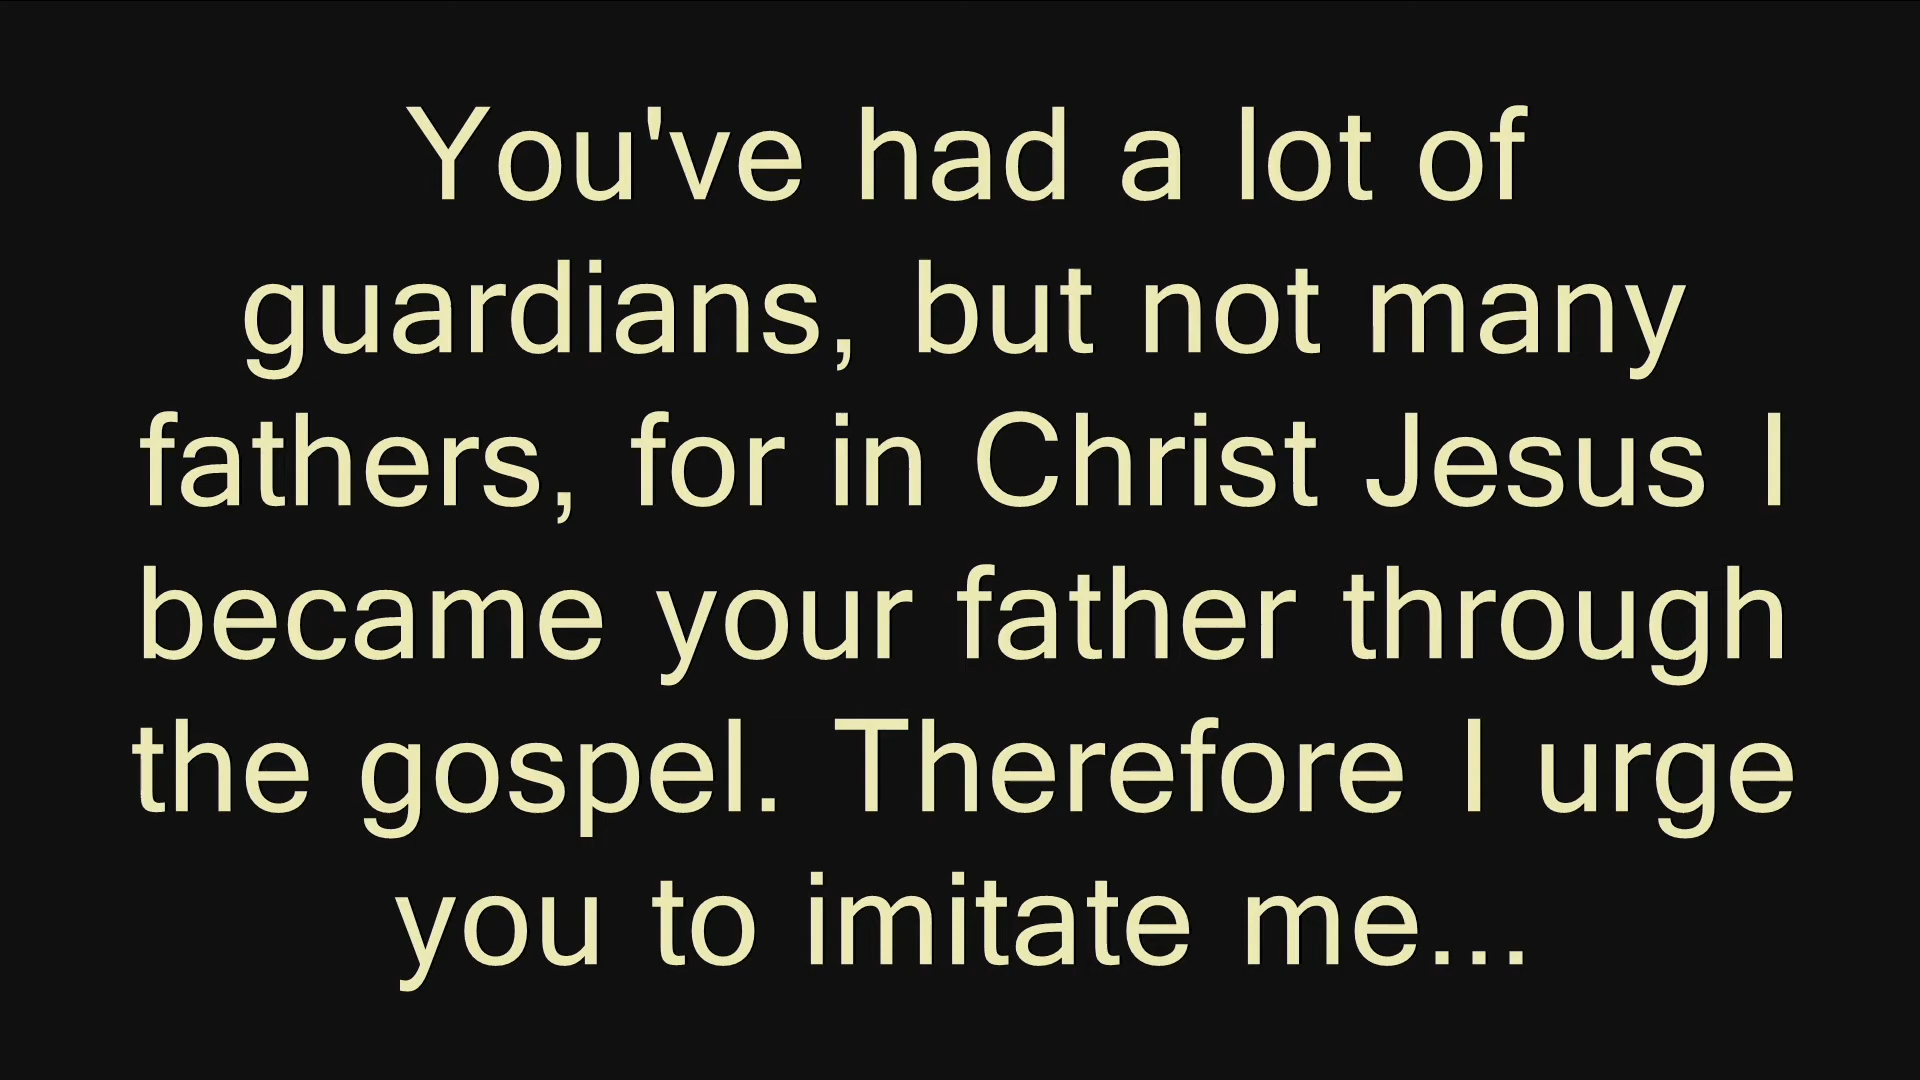 You've had a lot of
guardians, but not many
fathers, for in Christ Jesus I
became your father through
the gospel. Therefore I urge
you to imitate me...